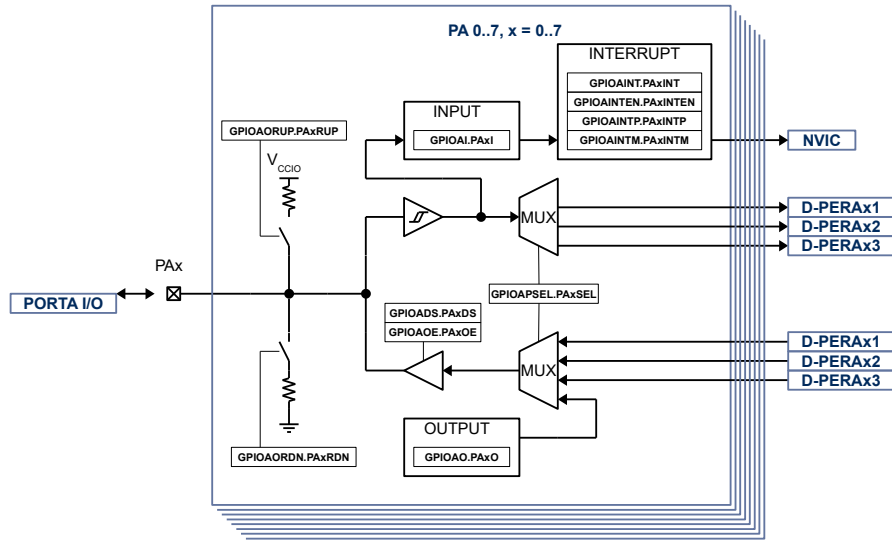 PA 0..7, x = 0..7
INTERRUPT
GPIOAINT.PAxINT
GPIOAINTEN.PAxINTEN
GPIOAINTP.PAxINTP
GPIOAINTM.PAxINTM
INPUT
GPIOAI.PAxI
NVIC
GPIOAORUP.PAxRUP
VCCIO
MUX
D-PERAx1
D-PERAx2
D-PERAx3
PAx
PORTA I/O
GPIOAPSEL.PAxSEL
GPIOADS.PAxDS
GPIOAOE.PAxOE
MUX
D-PERAx1
D-PERAx2
D-PERAx3
OUTPUT
GPIOAO.PAxO
GPIOAORDN.PAxRDN